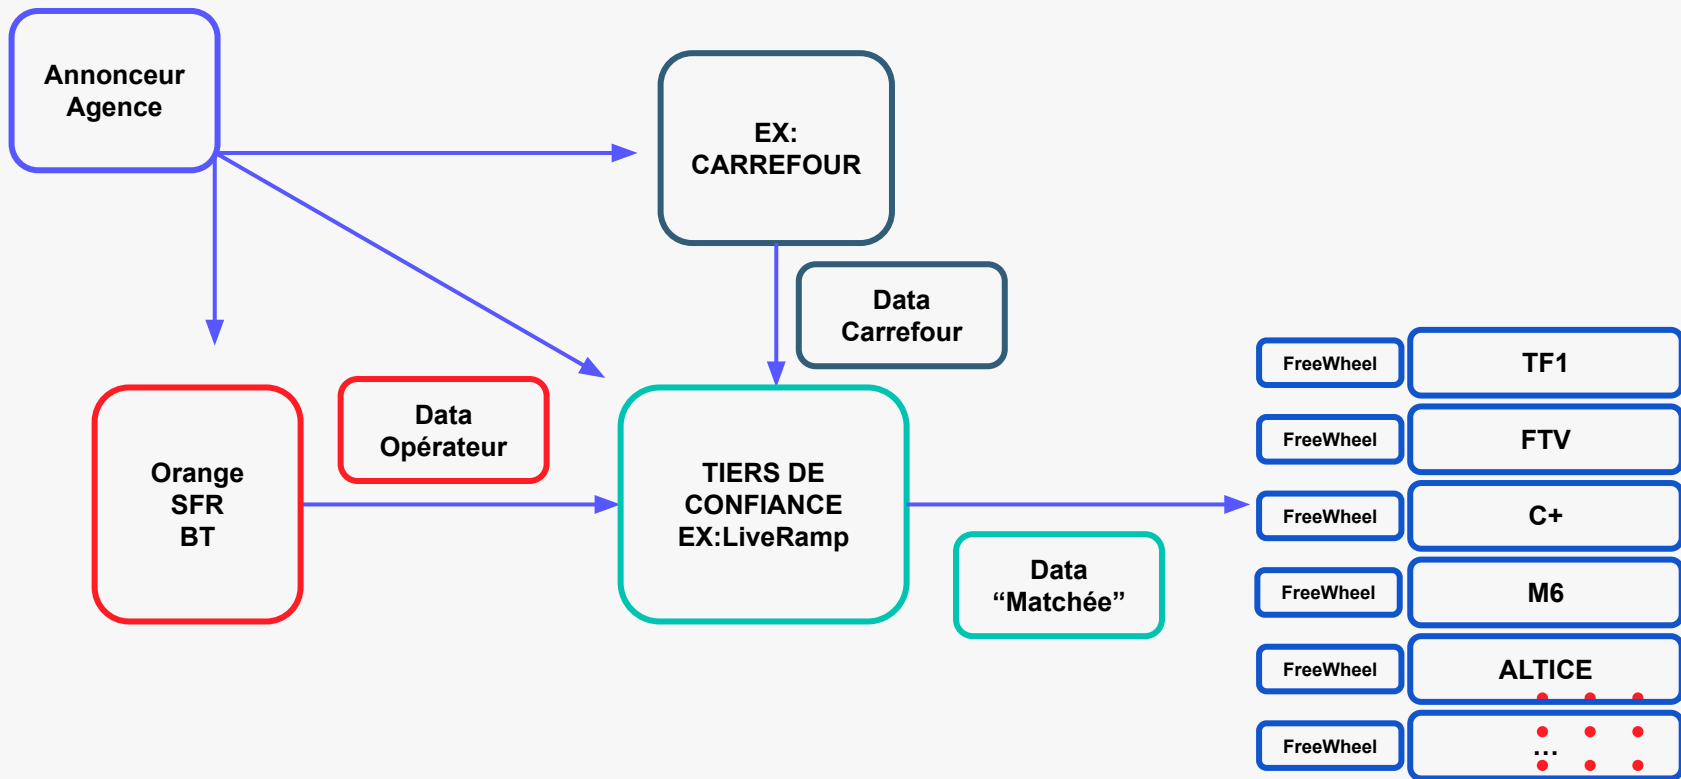 Annonceur
Agence
EX:
CARREFOUR
Data
Carrefour
Data
Opérateur
Orange
SFR
BT
TIERS DE
CONFIANCE
EX:LiveRamp
Data
“Matchée”
FreeWheel
TF1
FreeWheel
FTV
FreeWheel
C+
FreeWheel
M6
FreeWheel
ALTICE
FreeWheel
...